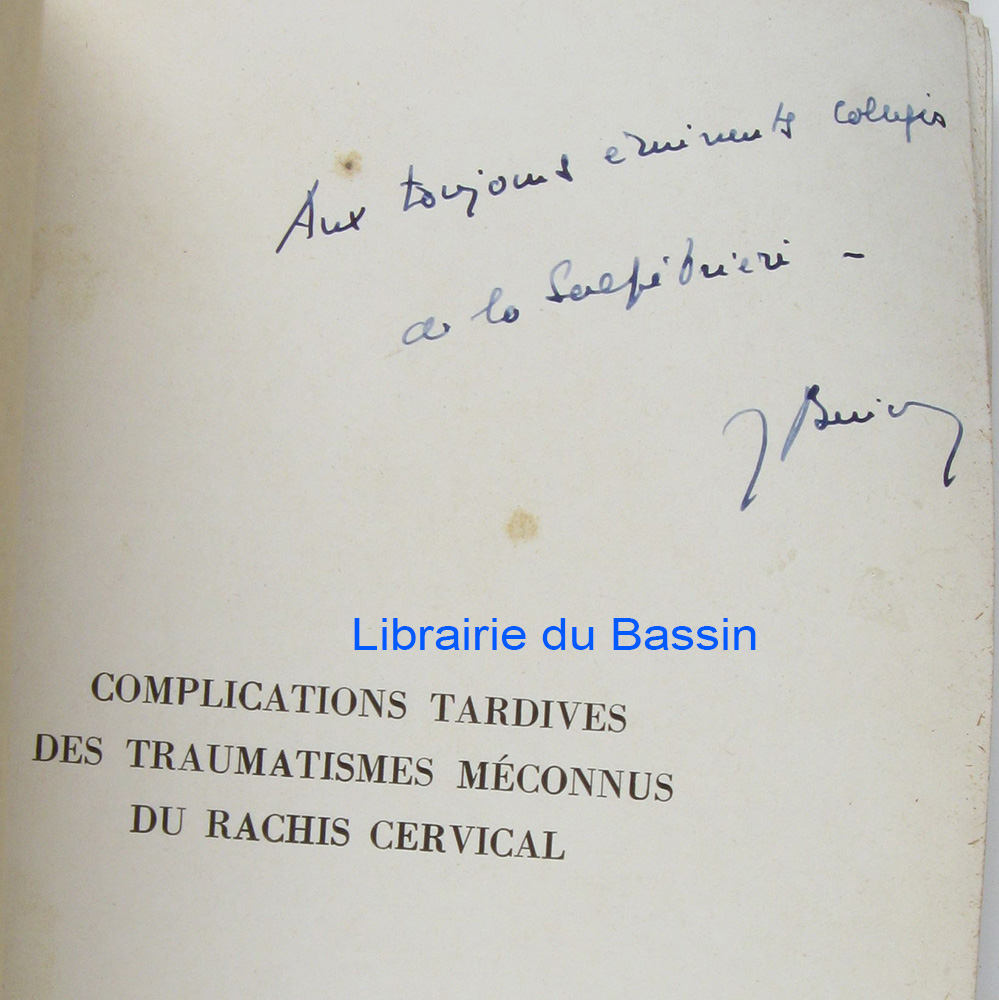 Aux toujours éminents collègues
de la Salpêtrière -
J
Librairie du Bassin
COMPLICATIONS TARDIVES
DES TRAUMATISMES MÉCONNUS
DU RACHIS CERVICAL